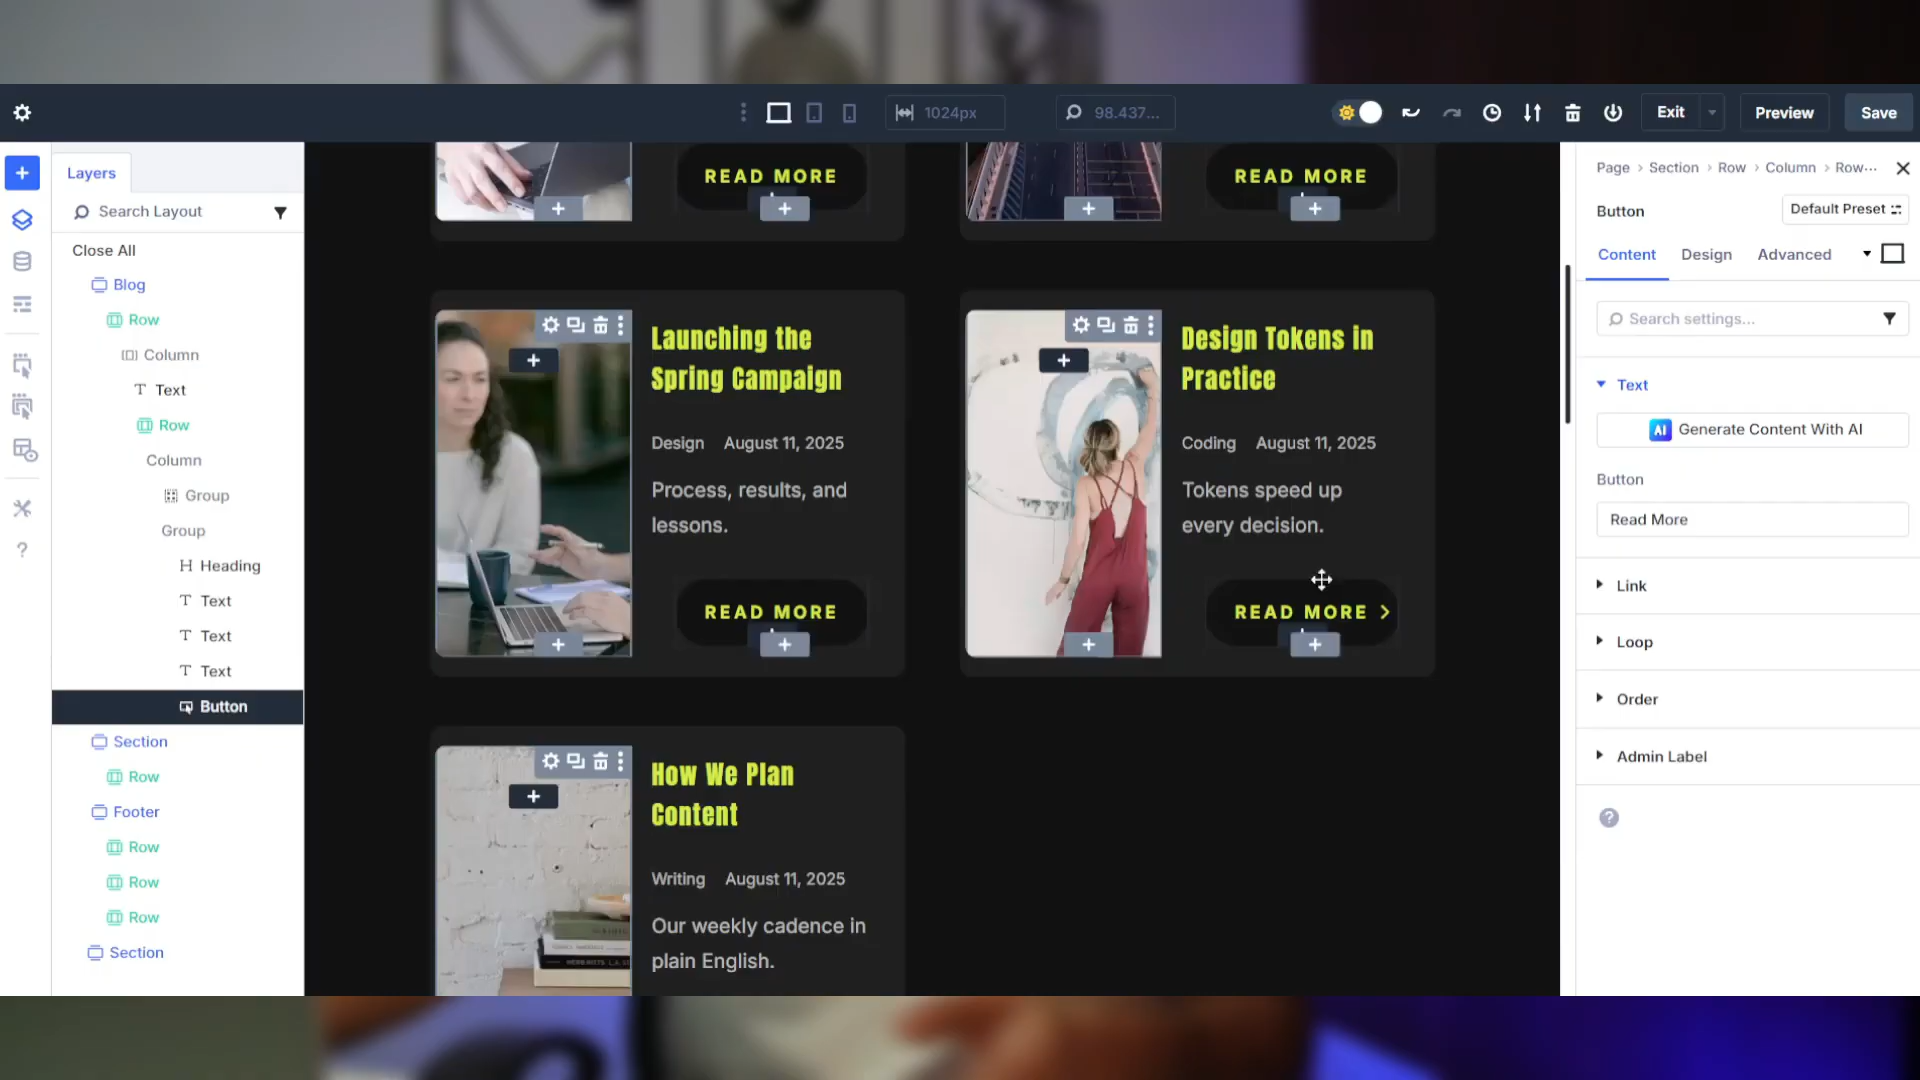 1024px
98.437...
Exit
Preview
Save
Layers
Search Layout
Close All
Blog
Row
Column
Text
Row
Column
Group
Group
Heading
Text
Text
Text
Button
Section
Row
Footer
Row
Row
Row
Section
READ MORE
READ MORE
Launching the
Spring Campaign
Design August 11, 2025
Process, results, and
lessons.
READ MORE
Design Tokens in
Practice
Coding August 11, 2025
Tokens speed up
every decision.
READ MORE
How We Plan
Content
Writing August 11, 2025
Our weekly cadence in
plain English.
Page > Section > Row > Column > Row...
Button
Default Preset
Content Design Advanced
Search settings...
Text
AI Generate Content With AI
Button
Read More
Link
Loop
Order
Admin Label